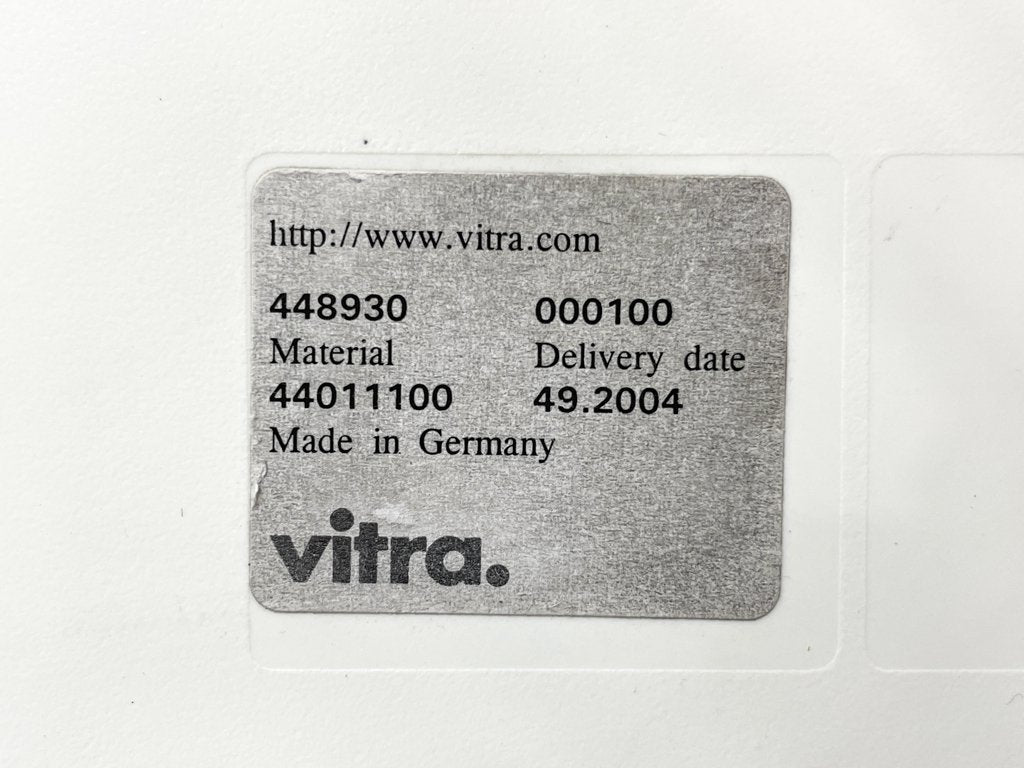 http://www.vitra.com
448930 000100
Material Delivery date
44011100 49.2004
Made in Germany
vitra.